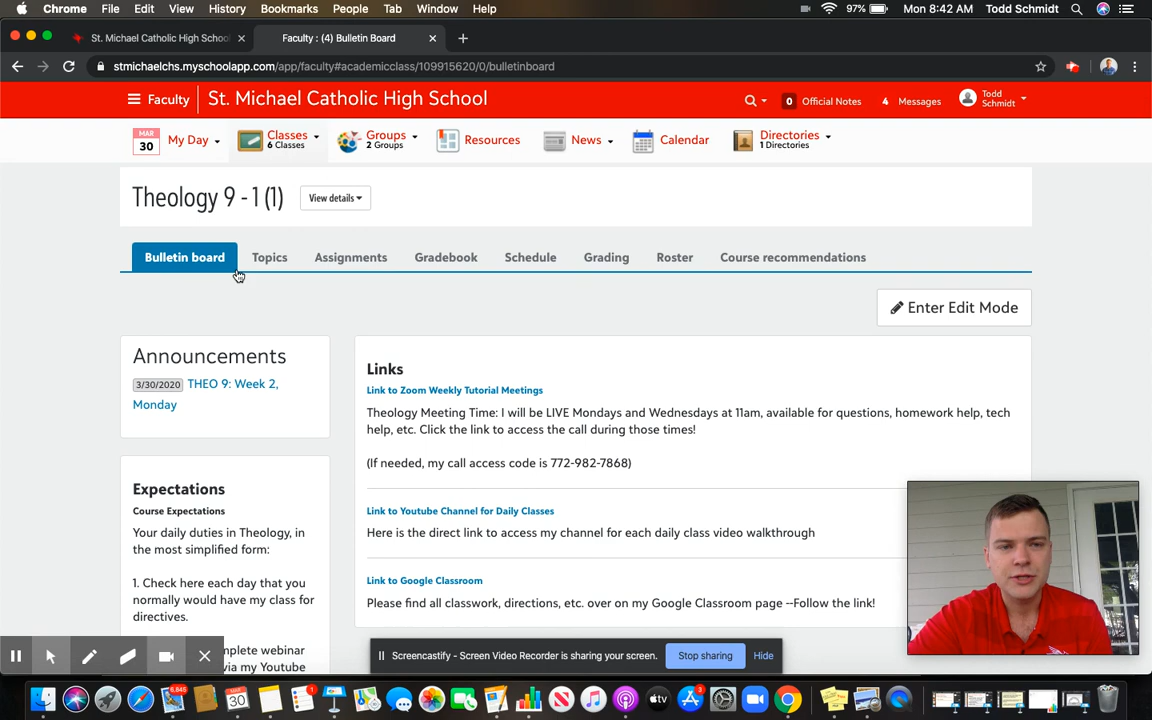 Chrome File Edit View History Bookmarks People Tab Window Help 97% Mon 8:42 AM Todd Schmidt
St. Michael Catholic High School × Faculty : (4) Bulletin Board × +
stmichaelchs.myschoolapp.com/app/faculty#academicclass/109915620/0/bulletinboard
Faculty St. Michael Catholic High School 0 Official Notes 4 Messages Todd Schmidt
MAR 30 My Day Classes 6 Classes Groups 2 Groups Resources News Calendar Directories 1 Directories
Theology 9 - 1 (1) View details
Bulletin board Topics Assignments Gradebook Schedule Grading Roster Course recommendations
Enter Edit Mode
Announcements
3/30/2020 THEO 9: Week 2,
Monday
Expectations
Course Expectations
Your daily duties in Theology, in
the most simplified form:
1. Check here each day that you
normally would have my class for
directives.
mplete webinar
via my Youtube
Links
Link to Zoom Weekly Tutorial Meetings
Theology Meeting Time: I will be LIVE Mondays and Wednesdays at 11am, available for questions, homework help, tech
help, etc. Click the link to access the call during those times!
(If needed, my call access code is 772-982-7868)
Link to Youtube Channel for Daily Classes
Here is the direct link to access my channel for each daily class video walkthrough
Link to Google Classroom
Please find all classwork, directions, etc. over on my Google Classroom page --Follow the link!
Screencastify - Screen Video Recorder is sharing your screen. Stop sharing Hide
6,845 30 1 tv 3